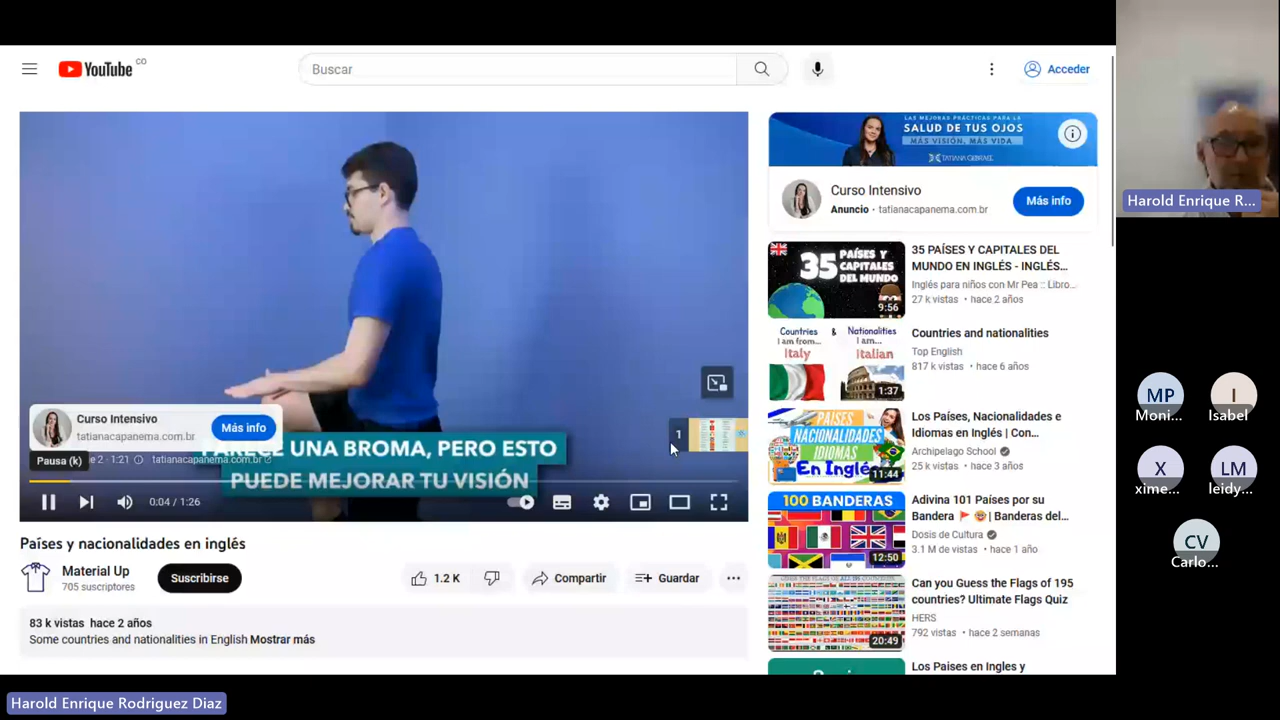 YouTube CO
Buscar
Acceder
Curso Intensivo
tatianacapanema.com.br
Más info
PARECE UNA BROMA, PERO ESTO
PUEDE MEJORAR TU VISIÓN
Pausa (k)
e 2 · 1:21
tatianacapanema.com.br
1
0:04 / 1:26
Países y nacionalidades en inglés
Material Up
705 suscriptores
Suscribirse
1.2 K
Compartir
Guardar
83 k vistas hace 2 años
Some countries and nationalities in English Mostrar más
LAS MEJORES PRÁCTICAS PARA LA
SALUD DE TUS OJOS
MÁS VISIÓN, MÁS VIDA
Curso Intensivo
Anuncio · tatianacapanema.com.br
Más info
35 PAÍSES Y
CAPITALES
DEL MUNDO
9:56
35 PAÍSES Y CAPITALES DEL
MUNDO EN INGLÉS - INGLÉS...
Inglés para niños con Mr Pea :: Libro...
27 k vistas · hace 2 años
Countries & Nationalities
I am from... I am...
Italy Italian
1:37
Countries and nationalities
Top English
817 k vistas · hace 6 años
PAÍSES
NACIONALIDADES
IDIOMAS
En Inglés
11:44
Los Países, Nacionalidades e
Idiomas en Inglés | Con...
Archipelago School
25 k vistas · hace 3 años
100 BANDERAS
12:50
Adivina 101 Países por su
Bandera 🚩 🤓 | Banderas del...
Dosis de Cultura
3.1 M de vistas · hace 1 año
20:49
Can you Guess the Flags of 195
countries? Ultimate Flags Quiz
HERS
792 vistas · hace 2 semanas
Los Paises en Ingles y
Harold Enrique R...
MP
Moni...
I
Isabel
X
xime...
LM
leidy...
CV
Carlo...
Harold Enrique Rodriguez Diaz